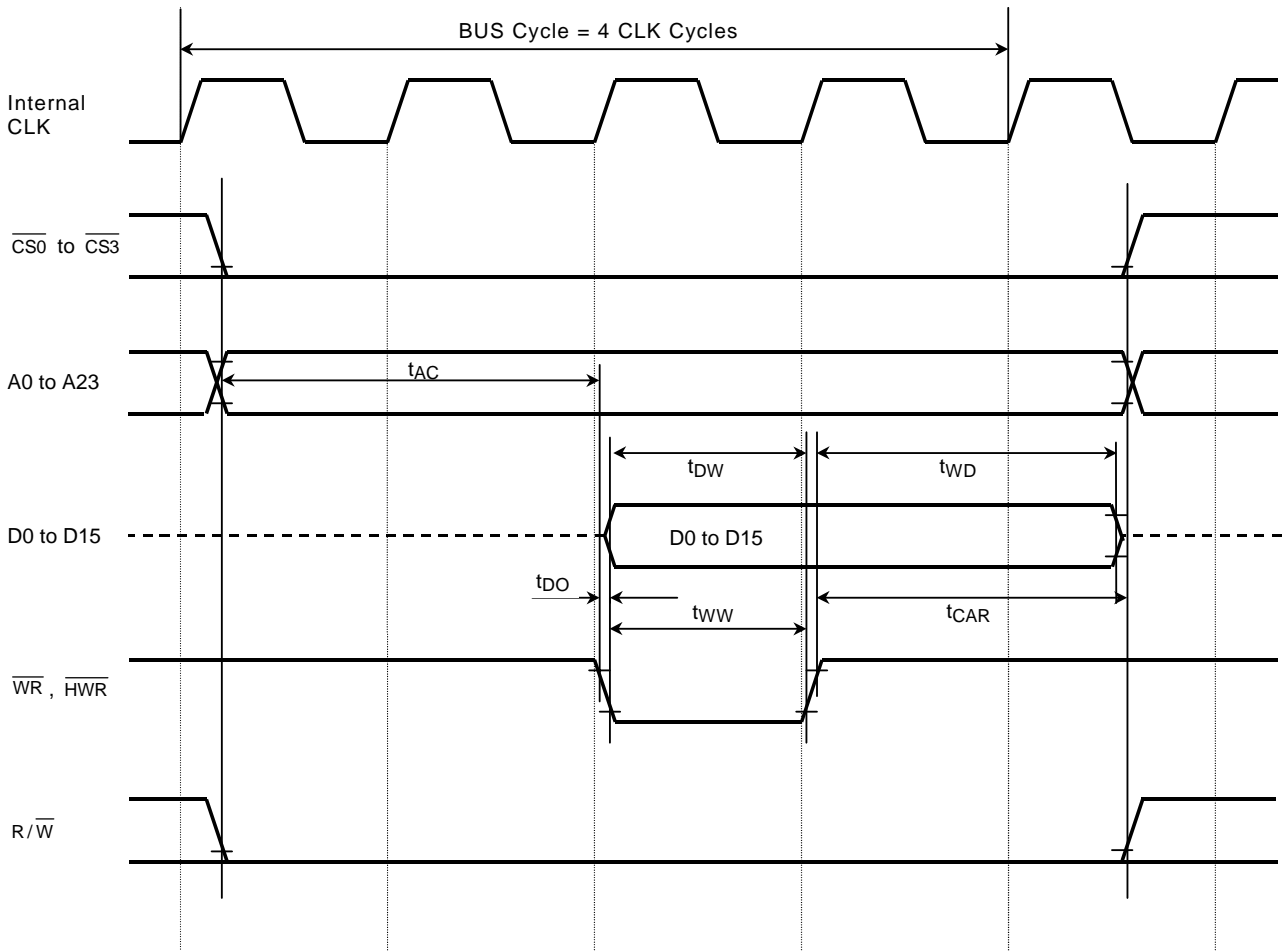 BUS Cycle = 4 CLK Cycles
Internal
CLK
CS0 to CS3
A0 to A23
tAC
tDW
tWD
D0 to D15
D0 to D15
tDO
tWW
tCAR
WR , HWR
R/W